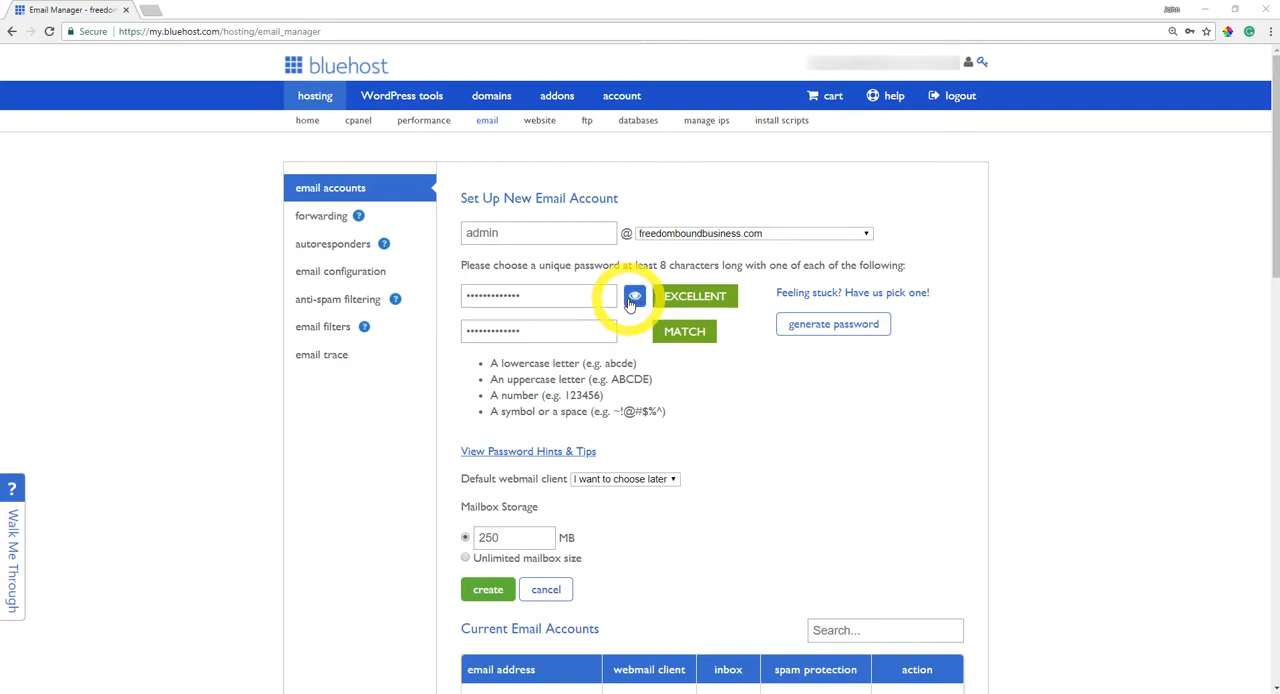 Email Manager - freedo
John
Secure https://my.bluehost.com/hosting/email_manager
bluehost
hosting WordPress tools domains addons account cart help logout
home cpanel performance email website ftp databases manage ips install scripts
email accounts
forwarding ?
autoresponders ?
email configuration
anti-spam filtering ?
email filters ?
email trace
Set Up New Email Account
admin @ freedomboundbusiness.com
Please choose a unique password at least 8 characters long with one of each of the following:
************* EXCELLENT
************* MATCH
Feeling stuck? Have us pick one!
generate password
• A lowercase letter (e.g. abcde)
• An uppercase letter (e.g. ABCDE)
• A number (e.g. 123456)
• A symbol or a space (e.g. ~!@#$%^)
View Password Hints & Tips
Default webmail client I want to choose later
Mailbox Storage
250 MB
Unlimited mailbox size
create cancel
Current Email Accounts Search...
email address webmail client inbox spam protection action
? Walk Me Through